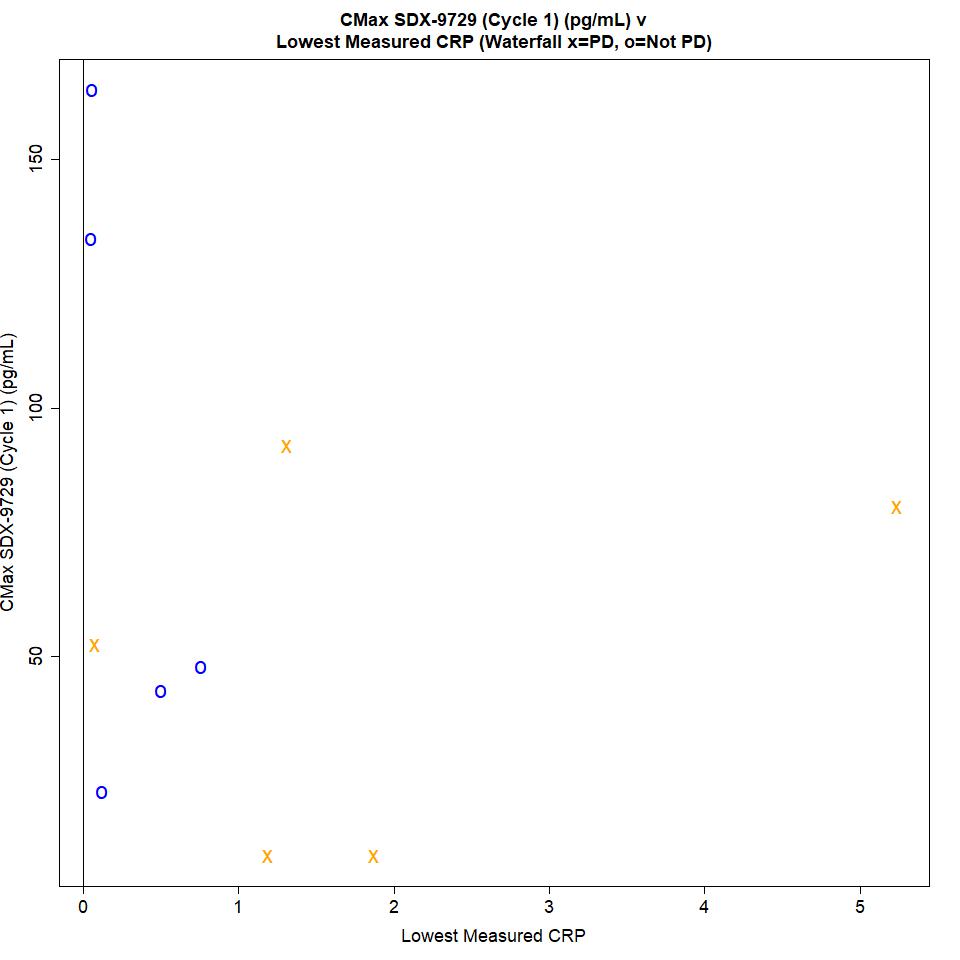 CMax SDX-9729 (Cycle 1) (pg/mL) v
Lowest Measured CRP (Waterfall x=PD, o=Not PD)
CMax SDX-9729 (Cycle 1) (pg/mL)
150
100
50
O
O
X
X
X
O
O
O
X
X
0 1 2 3 4 5
Lowest Measured CRP